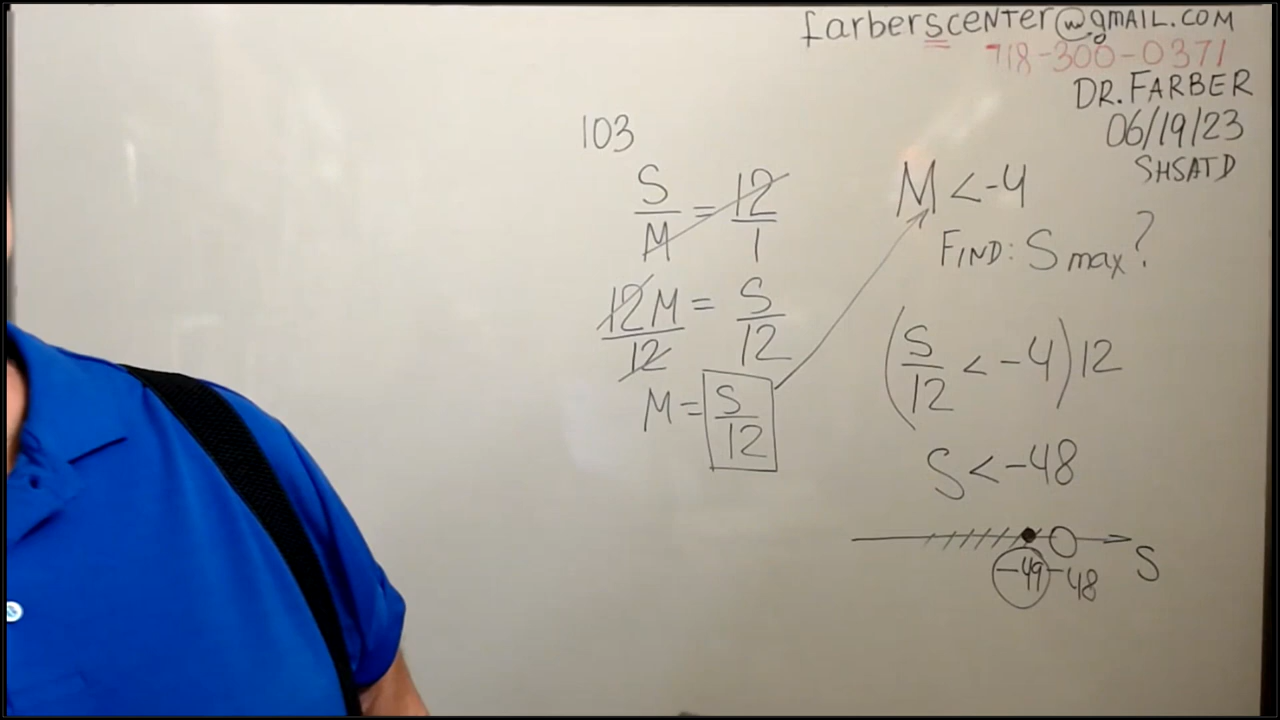 farberscenter@gmail.com
718-300-0371
DR. FARBER
06/19/23
SHSATD
103
S/M = 12/1
12M/12 = S/12
M = S/12
M < -4
FIND: S max?
(S/12 < -4) 12
S < -48
-49 -48 S